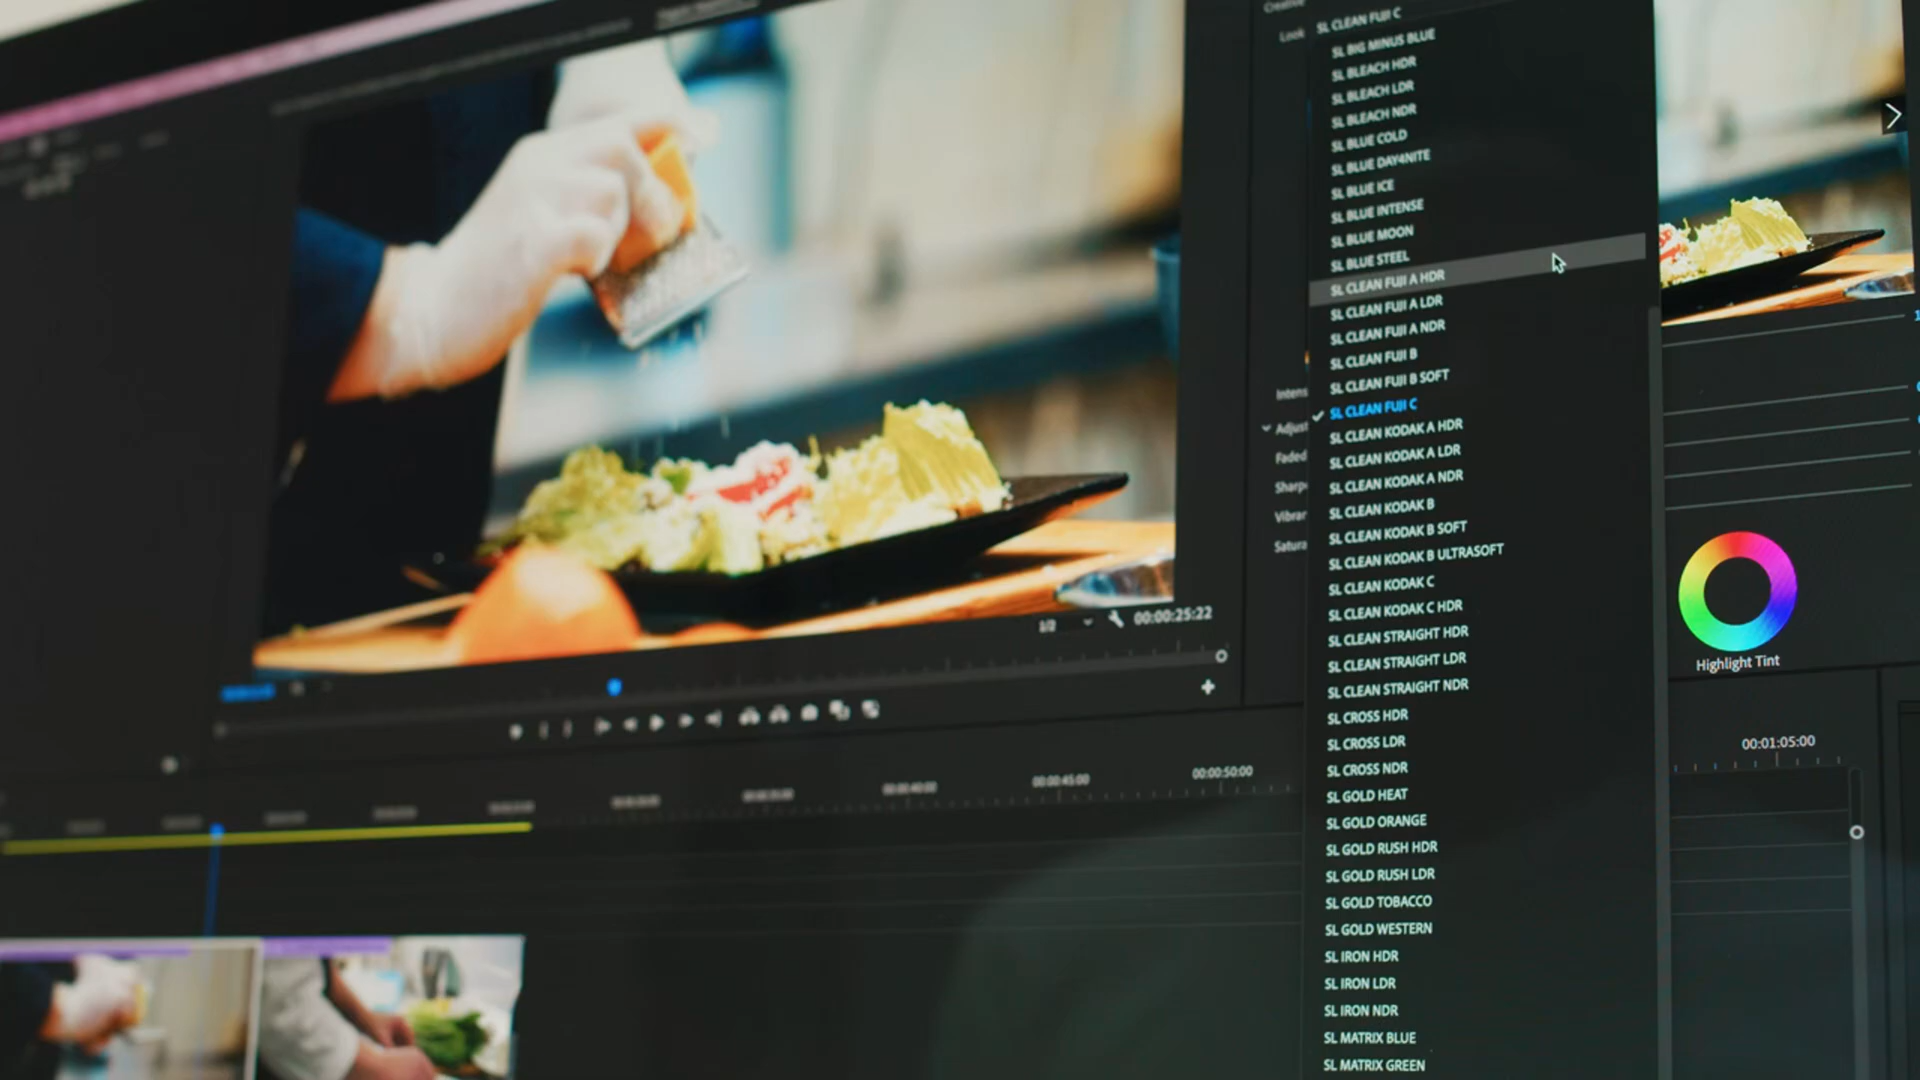 Creative
Look
SL CLEAN FUJI C
SL BIG MINUS BLUE
SL BLEACH HDR
SL BLEACH LDR
SL BLEACH NDR
SL BLUE COLD
SL BLUE DAY4NITE
SL BLUE ICE
SL BLUE INTENSE
SL BLUE MOON
SL BLUE STEEL
SL CLEAN FUJI A HDR
SL CLEAN FUJI A LDR
SL CLEAN FUJI A NDR
SL CLEAN FUJI B
SL CLEAN FUJI B SOFT
SL CLEAN FUJI C
SL CLEAN KODAK A HDR
SL CLEAN KODAK A LDR
SL CLEAN KODAK A NDR
SL CLEAN KODAK B
SL CLEAN KODAK B SOFT
SL CLEAN KODAK B ULTRASOFT
SL CLEAN KODAK C
SL CLEAN KODAK C HDR
SL CLEAN STRAIGHT HDR
SL CLEAN STRAIGHT LDR
SL CLEAN STRAIGHT NDR
SL CROSS HDR
SL CROSS LDR
SL CROSS NDR
SL GOLD HEAT
SL GOLD ORANGE
SL GOLD RUSH HDR
SL GOLD RUSH LDR
SL GOLD TOBACCO
SL GOLD WESTERN
SL IRON HDR
SL IRON LDR
SL IRON NDR
SL MATRIX BLUE
SL MATRIX GREEN
Intens
Adjust
Faded
Sharp
Vibran
Satura
Highlight Tint
1/2
00:00:25:22
00:00:40:00
00:00:45:00
00:00:50:00
00:01:05:00